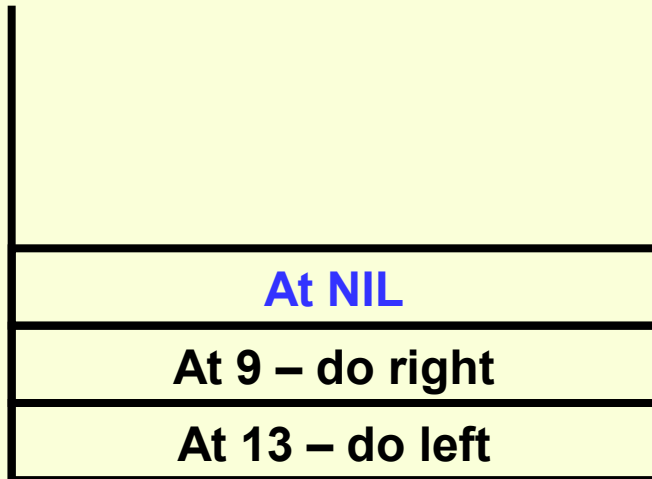 At NIL
At 9 – do right
At 13 – do left